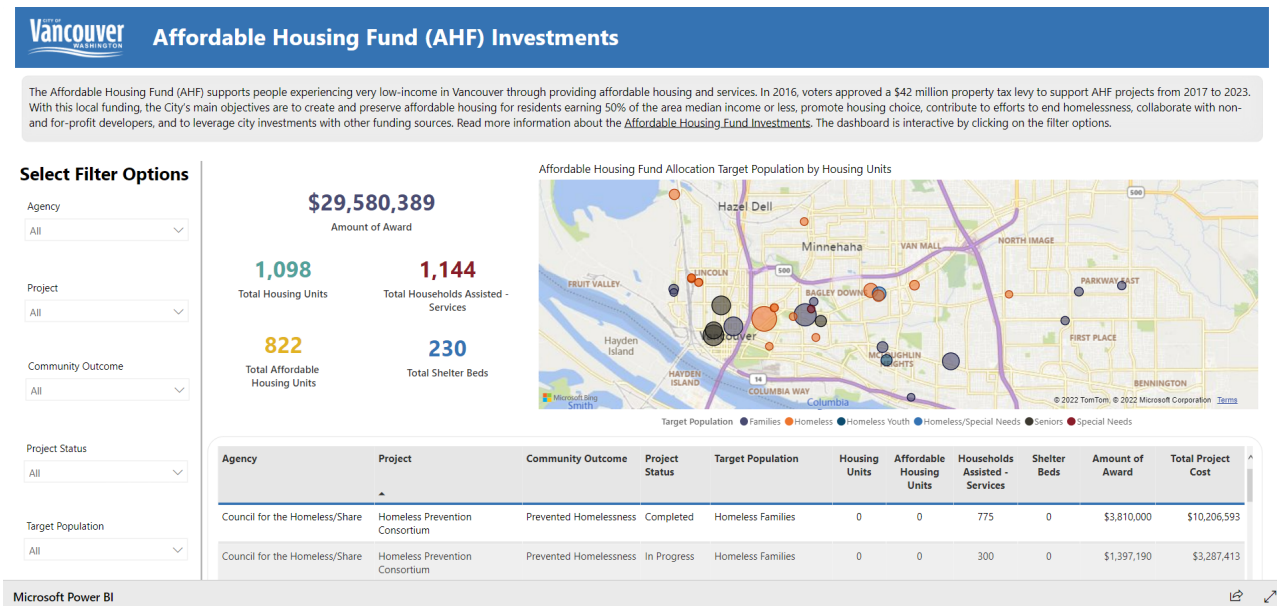 CITY OF
Vancouver
WASHINGTON
Affordable Housing Fund (AHF) Investments
The Affordable Housing Fund (AHF) supports people experiencing very low-income in Vancouver through providing affordable housing and services. In 2016, voters approved a $42 million property tax levy to support AHF projects from 2017 to 2023.
With this local funding, the City's main objectives are to create and preserve affordable housing for residents earning 50% of the area median income or less, promote housing choice, contribute to efforts to end homelessness, collaborate with non-
and for-profit developers, and to leverage city investments with other funding sources. Read more information about the Affordable Housing Fund Investments. The dashboard is interactive by clicking on the filter options.
Select Filter Options
Agency
All
Project
All
Community Outcome
All
Project Status
All
Target Population
All
$29,580,389
Amount of Award
1,098
Total Housing Units
1,144
Total Households Assisted -
Services
822
Total Affordable
Housing Units
230
Total Shelter Beds
Affordable Housing Fund Allocation Target Population by Housing Units
500
Hazel Dell
Minnehaha
VAN MALL
NORTH IMAGE
LINCOLN
500
FRUIT VALLEY
BAGLEY DOWNS
PARKWAY EAST
Vancouver
Hayden
Island
FIRST PLACE
MCLOUGHLIN
HEIGHTS
HAYDEN
ISLAND
14
COLUMBIA WAY
BENNINGTON
Microsoft Bing
Smith
Columbia
© 2022 TomTom, © 2022 Microsoft Corporation Terms
Target Population Families Homeless Homeless Youth Homeless/Special Needs Seniors Special Needs
Agency Project Community Outcome Project Target Population Housing Affordable Households Shelter Amount of Total Project
Status Units Housing Assisted - Beds Award Cost
Units Services
Council for the Homeless/Share Homeless Prevention Prevented Homelessness Completed Homeless Families 0 0 775 0 $3,810,000 $10,206,593
Consortium
Council for the Homeless/Share Homeless Prevention Prevented Homelessness In Progress Homeless Families 0 0 300 0 $1,397,190 $3,287,413
Consortium
Microsoft Power BI